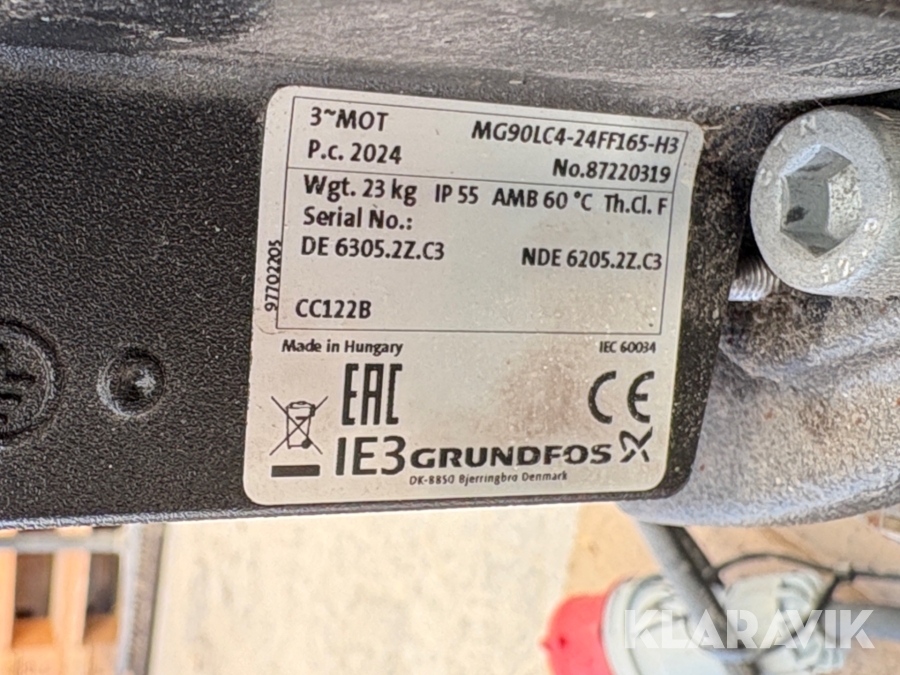 3~MOT MG90LC4-24FF165-H3
P.c. 2024 No.87220319
Wgt. 23 kg IP 55 AMB 60 °C Th.Cl. F
Serial No.:
DE 6305.2Z.C3 NDE 6205.2Z.C3
97702205
CC122B
Made in Hungary IEC 60034
EAC CE
IE3 GRUNDFOS
DK-8850 Bjerringbro Denmark
KLARAVIK